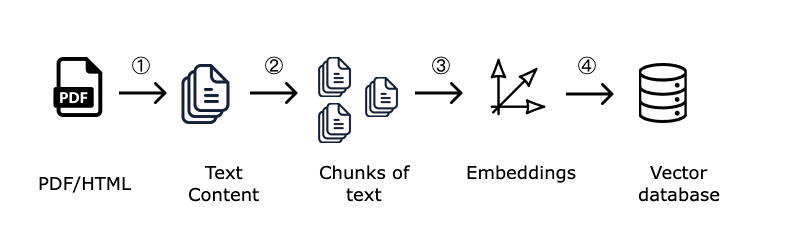 ① ② ③ ④
PDF
PDF/HTML
Text
Content
Chunks of
text
Embeddings
Vector
database